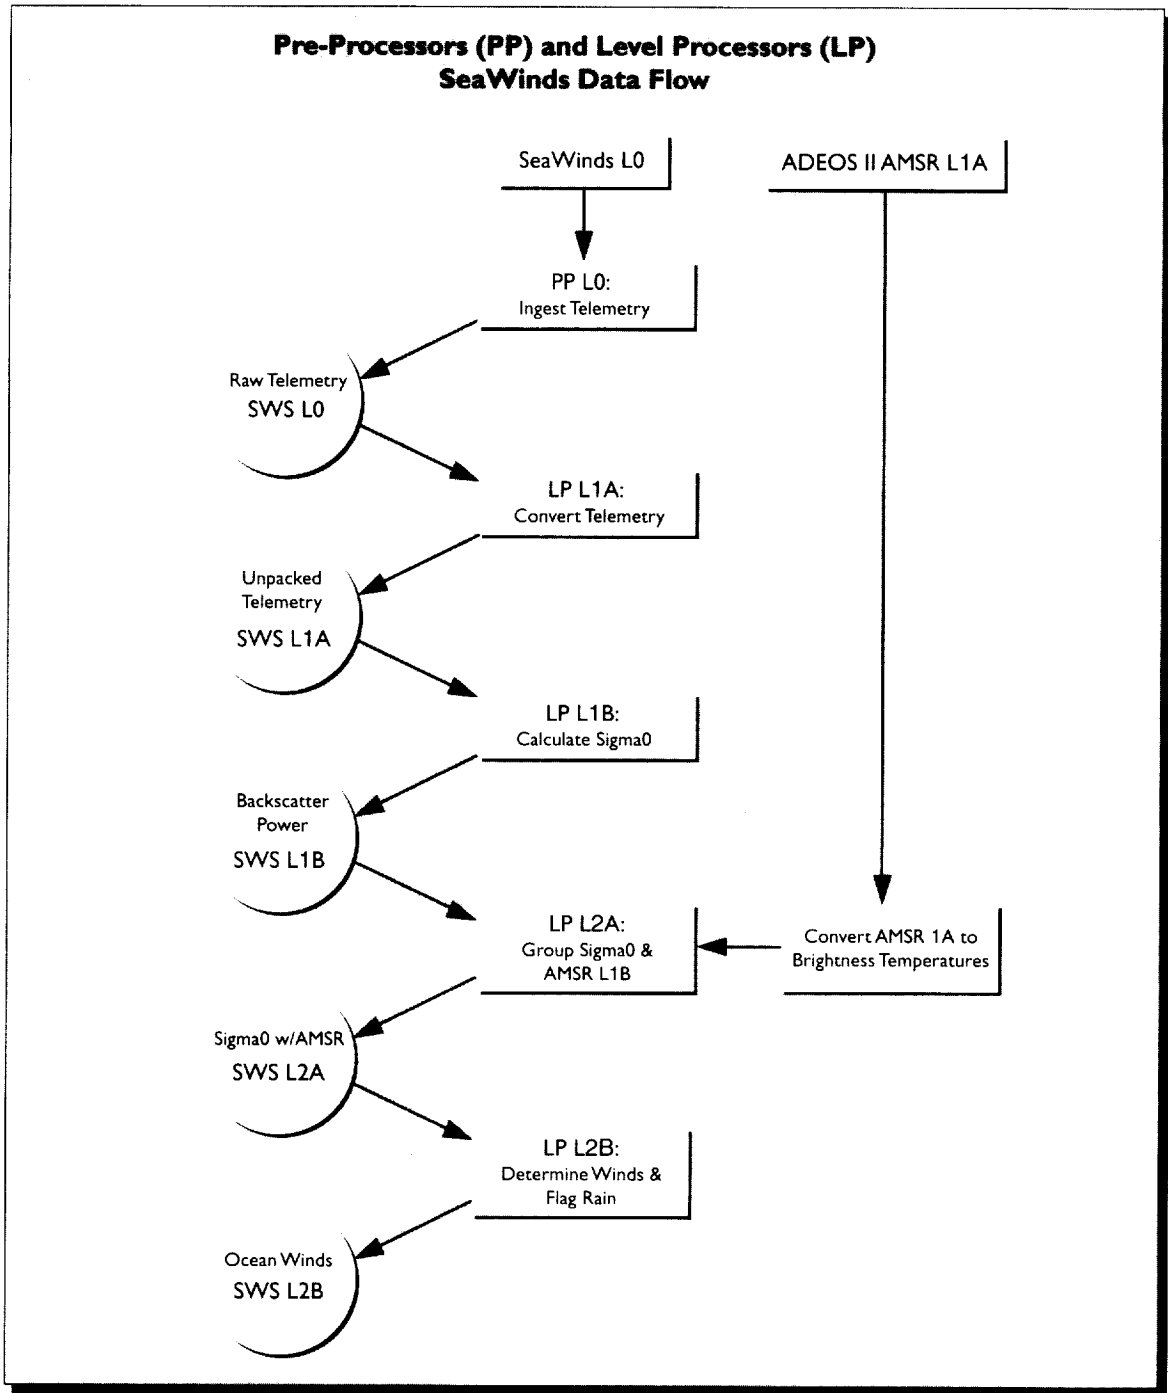 Pre-Processors (PP) and Level Processors (LP)
SeaWinds Data Flow
SeaWinds L0
ADEOS II AMSR L1A
PP L0:
Ingest Telemetry
Raw Telemetry
SWS L0
LP L1A:
Convert Telemetry
Unpacked
Telemetry
SWS L1A
LP L1B:
Calculate Sigma0
Backscatter
Power
SWS L1B
LP L2A:
Group Sigma0 &
AMSR L1B
Convert AMSR 1A to
Brightness Temperatures
Sigma0 w/AMSR
SWS L2A
LP L2B:
Determine Winds &
Flag Rain
Ocean Winds
SWS L2B